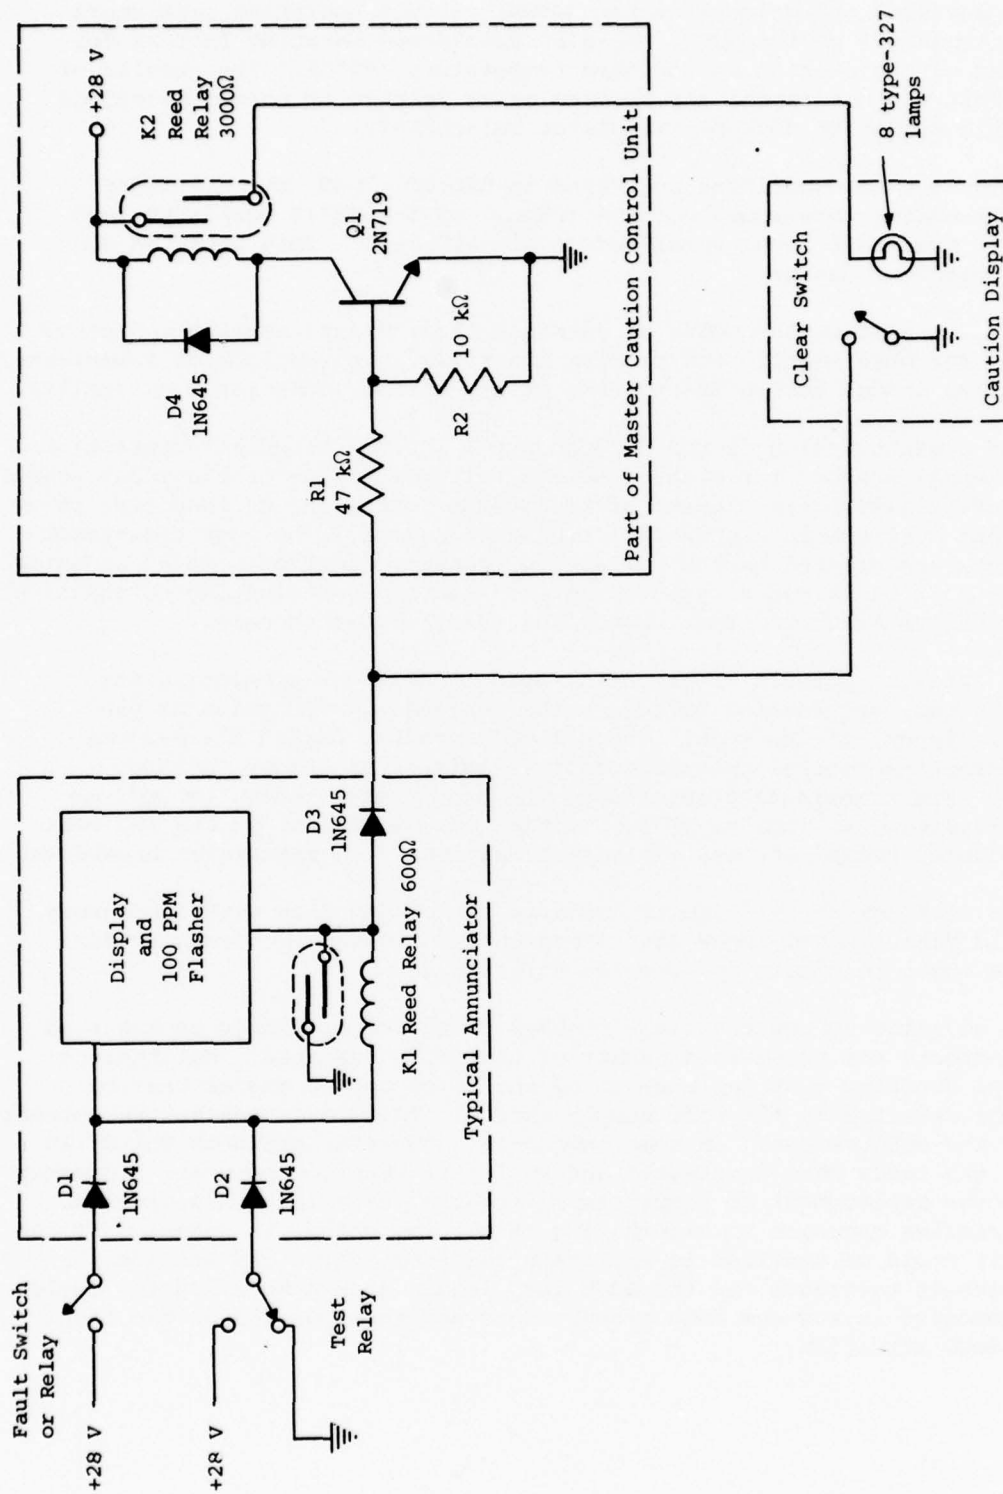 Fault Switch
or Relay
+28 V
+28 V
Test
Relay
D1
1N645
D2
1N645
Display
and
100 PPM
Flasher
K1 Reed Relay 600Ω
Typical Annunciator
D3
1N645
+28 V
K2
Reed
Relay
3000Ω
D4
1N645
Q1
2N719
R1
47 kΩ
R2
10 kΩ
Part of Master Caution Control Unit
Clear Switch
8 type-327
lamps
Caution Display